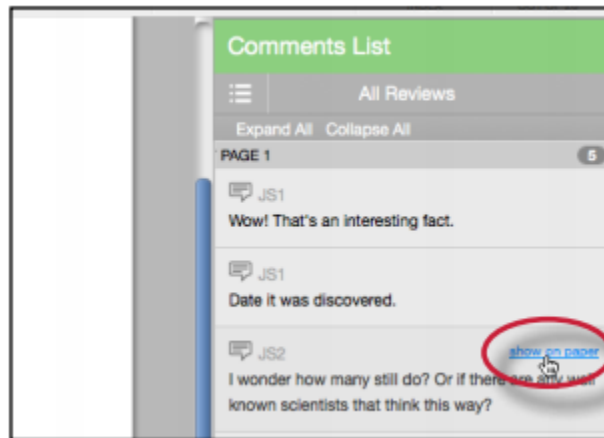 Comments List
All Reviews
Expand All Collapse All
PAGE 1 5
JS1
Wow! That's an interesting fact.
JS1
Date it was discovered.
JS2 show on paper
I wonder how many still do? Or if there are any well
known scientists that think this way?